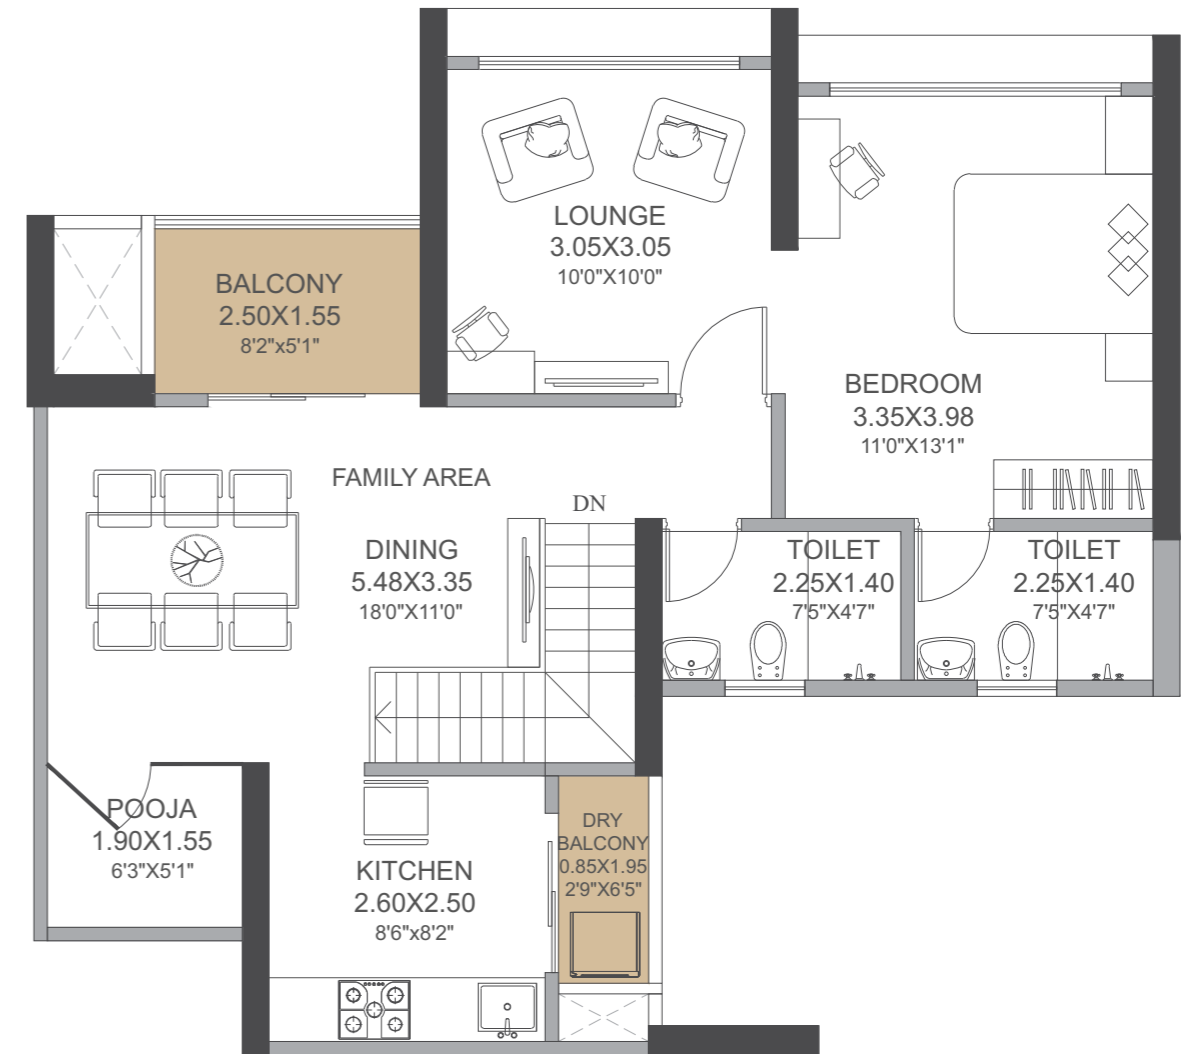 LOUNGE
3.05X3.05
10'0"X10'0"
BALCONY
2.50X1.55
8'2"x5'1"
BEDROOM
3.35X3.98
11'0"X13'1"
FAMILY AREA
DN
DINING
5.48X3.35
18'0"X11'0"
TOILET
2.25X1.40
7'5"X4'7"
TOILET
2.25X1.40
7'5"X4'7"
POOJA
1.90X1.55
6'3"X5'1"
KITCHEN
2.60X2.50
8'6"x8'2"
DRY
BALCONY
0.85X1.95
2'9"X6'5"